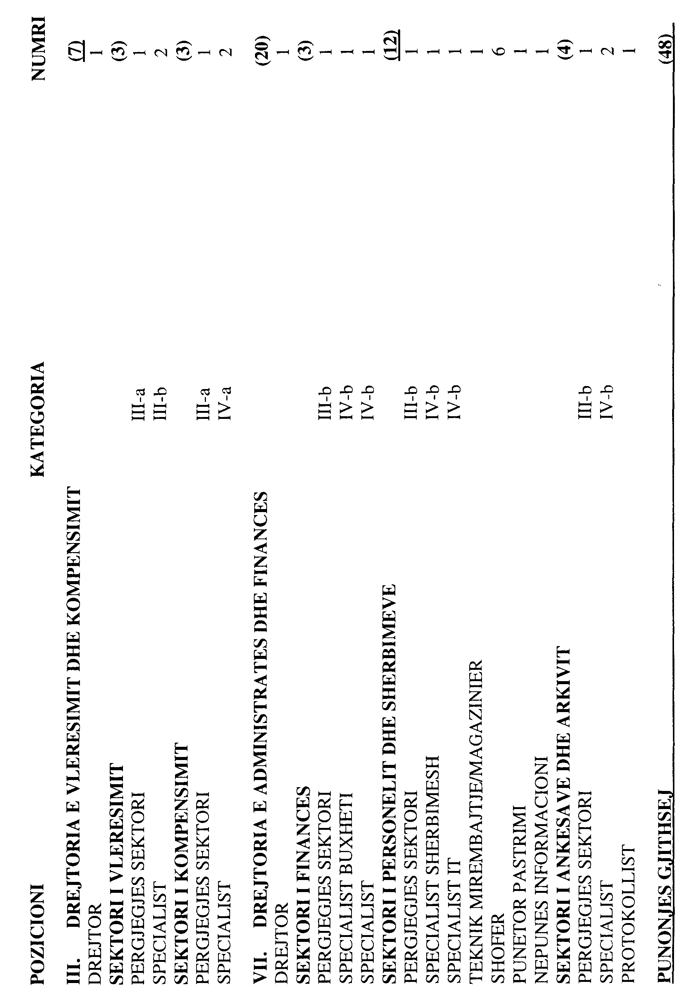 POZICIONI KATEGORIA NUMRI
III. DREJTORIA E VLERESIMIT DHE KOMPENSIMIT (7)
DREJTOR 1
SEKTORI I VLERESIMIT (3)
PERGJEGJES SEKTORI III-a 1
SPECIALIST III-b 2
SEKTORI I KOMPENSIMIT (3)
PERGJEGJES SEKTORI III-a 1
SPECIALIST IV-a 2
VII. DREJTORIA E ADMINISTRATES DHE FINANCES (20)
DREJTOR 1
SEKTORI I FINANCES (3)
PERGJEGJES SEKTORI III-b 1
SPECIALIST BUXHETI IV-b 1
SPECIALIST IV-b 1
SEKTORI I PERSONELIT DHE SHERBIMEVE (12)
PERGJEGJES SEKTORI III-b 1
SPECIALIST SHERBIMESH IV-b 1
SPECIALIST IT IV-b 1
TEKNIK MIREMBAJTJE/MAGAZINIER 1
SHOFER 6
PUNETOR PASTRIMI 1
NEPUNES INFORMACIONI 1
SEKTORI I ANKESAVE DHE ARKIVIT (4)
PERGJEGJES SEKTORI III-b 1
SPECIALIST IV-b 2
PROTOKOLLIST 1
PUNONJES GJITHSEJ (48)